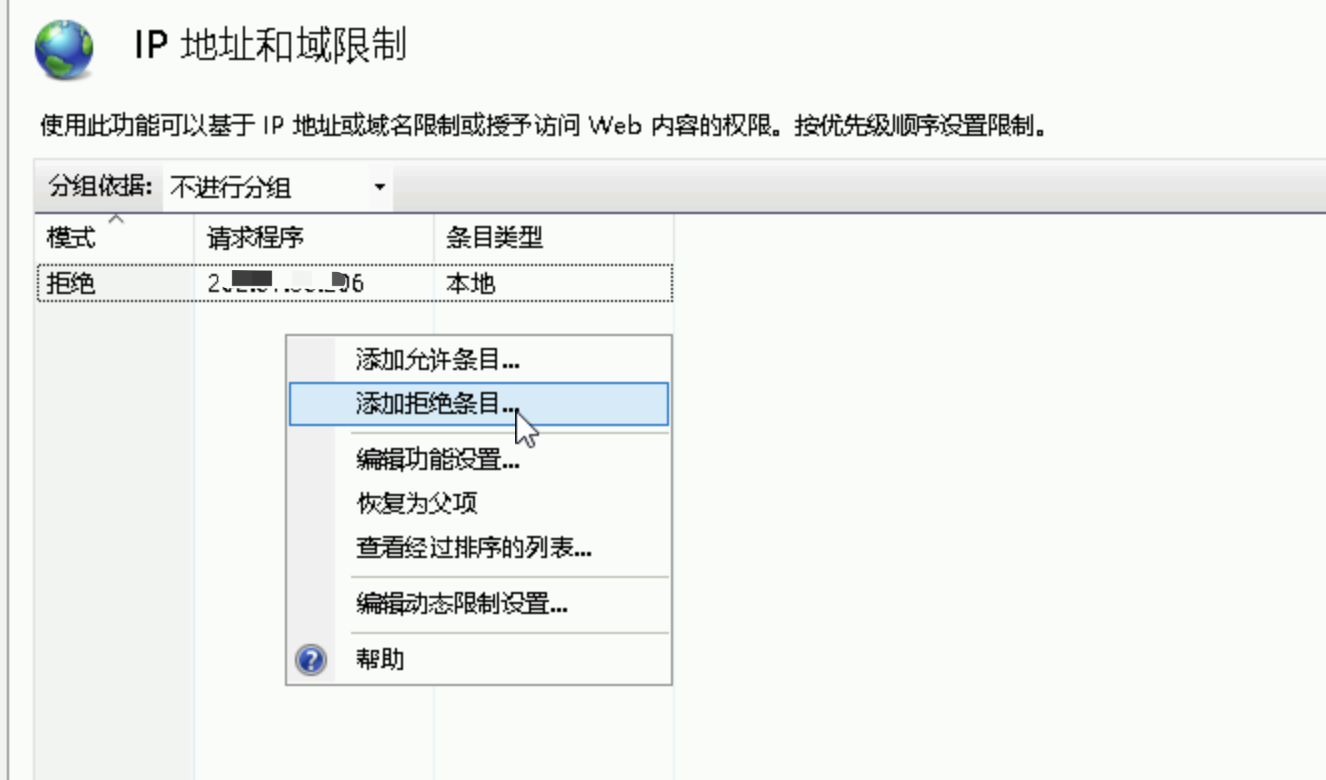 IP 地址和域限制
使用此功能可以基于 IP 地址或域名限制或授予访问 Web 内容的权限。按优先级顺序设置限制。
分组依据: 不进行分组
模式 请求程序 条目类型
拒绝 本地
添加允许条目...
添加拒绝条目...
编辑功能设置...
恢复为父项
查看经过排序的列表...
编辑动态限制设置...
帮助